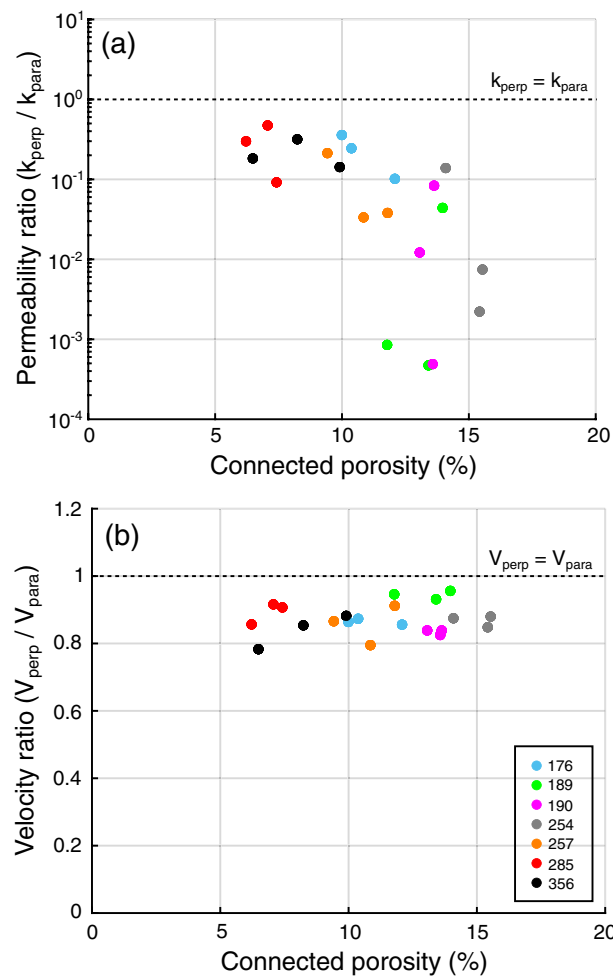 (a)
k_perp = k_para
Permeability ratio (k_perp / k_para)
10^1
10^0
10^-1
10^-2
10^-3
10^-4
0 5 10 15 20
Connected porosity (%)
(b)
V_perp = V_para
Velocity ratio (V_perp / V_para)
1.2
1
0.8
0.6
0.4
0.2
0
176
189
190
254
257
285
356
0 5 10 15 20
Connected porosity (%)